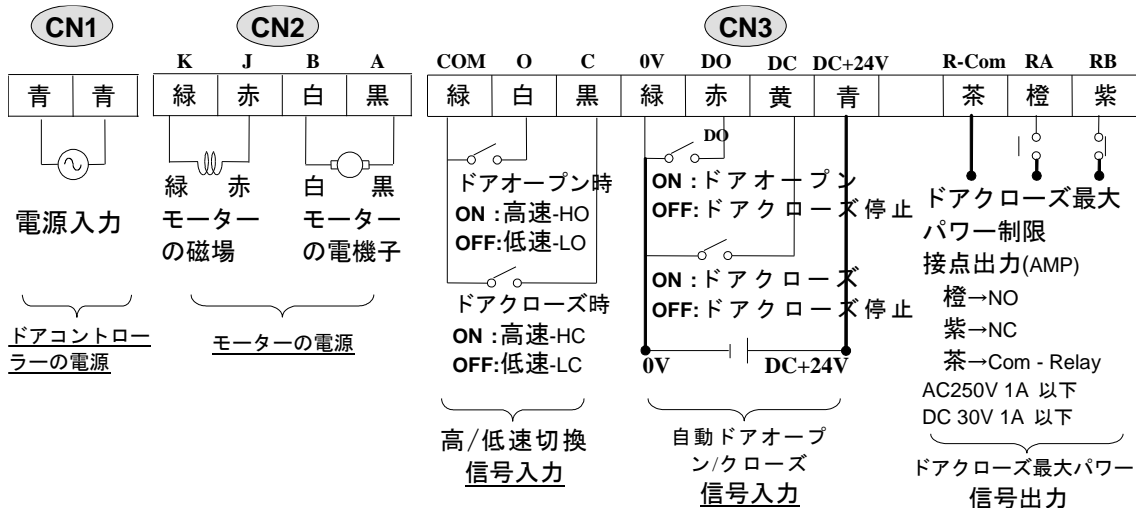 CN1
CN2
CN3
K J B A
COM O C 0V DO DC DC+24V
R-Com RA RB
青 青
緑 赤 白 黒
緑 白 黒 緑 赤 黄 青
茶 橙 紫
緑 赤
白 黒
電源入力
モーター
の磁場
モーター
の電機子
ドアコントロー
ラーの電源
モーターの電源
ドアオープン時
ON :高速-HO
OFF:低速-LO
ドアクローズ時
ON :高速-HC
OFF:低速-LC
高/低速切換
信号入力
DO
ON :ドアオープン
OFF:ドアクローズ停止
ON :ドアクローズ
OFF:ドアクローズ停止
0V DC+24V
自動ドアオープ
ン/クローズ
信号入力
ドアクローズ最大
パワー制限
接点出力(AMP)
橙→NO
紫→NC
茶→Com - Relay
AC250V 1A 以下
DC 30V 1A 以下
ドアクローズ最大パワー
信号出力